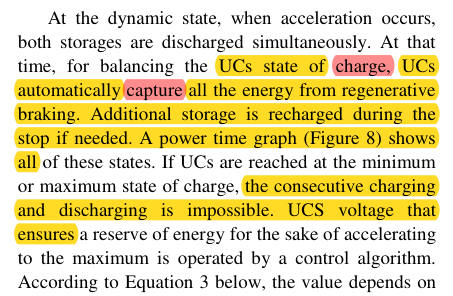 At the dynamic state, when acceleration occurs,
both storages are discharged simultaneously. At that
time, for balancing the UCs state of charge, UCs
automatically capture all the energy from regenerative
braking. Additional storage is recharged during the
stop if needed. A power time graph (Figure 8) shows
all of these states. If UCs are reached at the minimum
or maximum state of charge, the consecutive charging
and discharging is impossible. UCS voltage that
ensures a reserve of energy for the sake of accelerating
to the maximum is operated by a control algorithm.
According to Equation 3 below, the value depends on